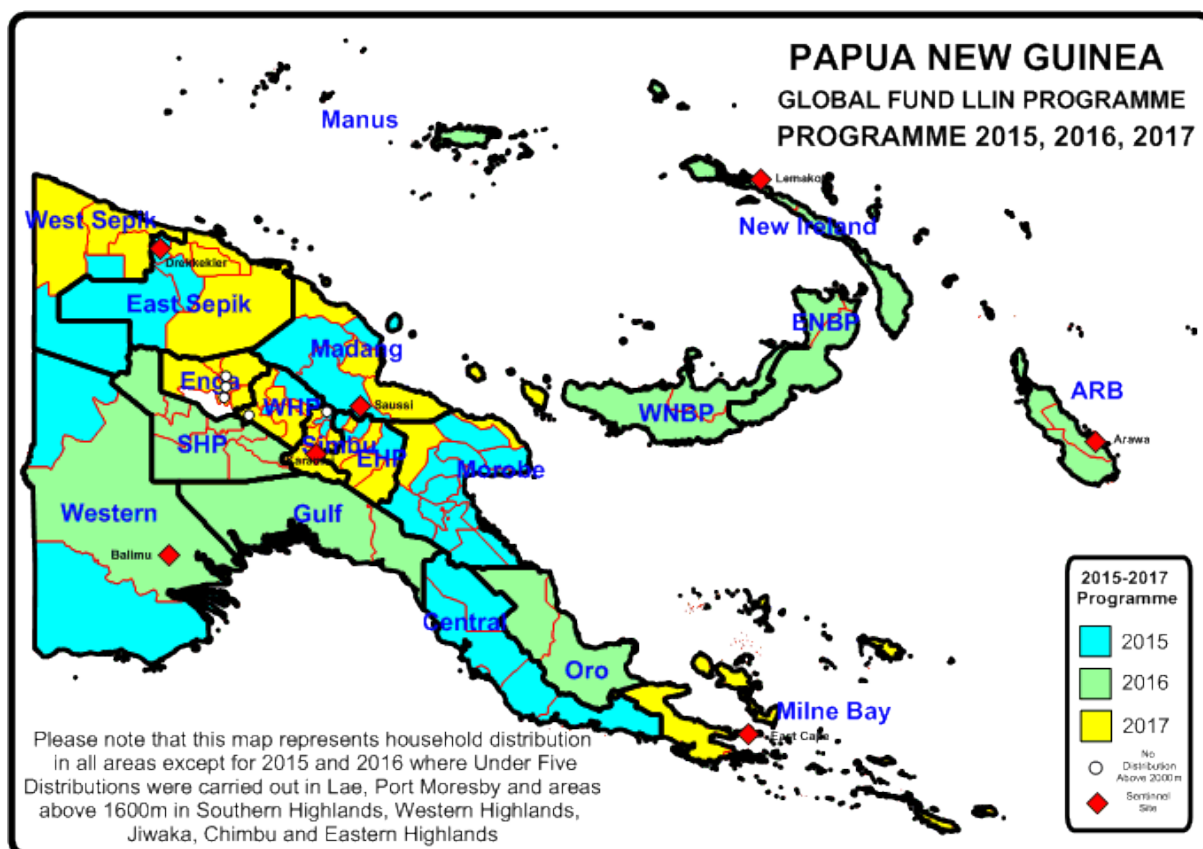 PAPUA NEW GUINEA
GLOBAL FUND LLIN PROGRAMME
PROGRAMME 2015, 2016, 2017
Manus
Lemakot
New Ireland
West Sepik
Drekkekier
East Sepik
ENBP
Madang
Enga
WHP
Saussi
WNBP
ARB
Arawa
SHP
Simbu
EHP
Morobe
Western
Gulf
Balimu
Central
Oro
Milne Bay
East Cape
2015-2017
Programme
2015
2016
2017
No
Distribution
Above 2000m
Sentinnel
Site
Please note that this map represents household distribution
in all areas except for 2015 and 2016 where Under Five
Distributions were carried out in Lae, Port Moresby and areas
above 1600m in Southern Highlands, Western Highlands,
Jiwaka, Chimbu and Eastern Highlands